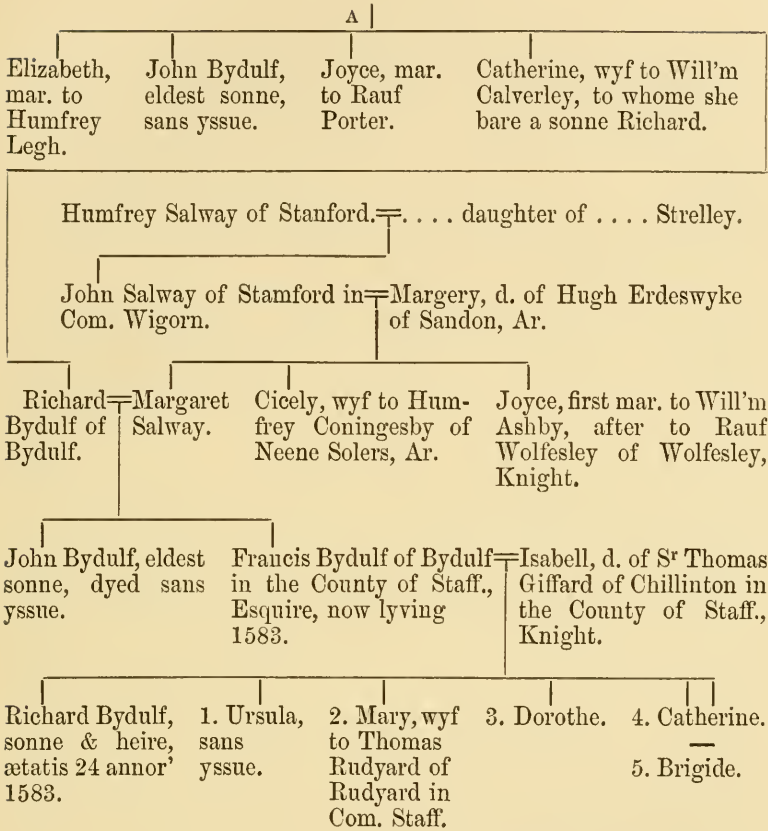 A
Elizabeth,
mar. to
Humfrey
Legh.
John Bydulf,
eldest sonne,
sans yssue.
Joyce, mar.
to Rauf
Porter.
Catherine, wyf to Will'm
Calverley, to whome she
bare a sonne Richard.
Humfrey Salway of Stanford.=. . . . daughter of . . . . Strelley.
John Salway of Stamford in=Margery, d. of Hugh Erdeswyke
Com. Wigorn.
of Sandon, Ar.
Richard=Margaret
Bydulf of
Bydulf.
Salway.
Cicely, wyf to Hum-
frey Coningesby of
Neene Solers, Ar.
Joyce, first mar. to Will'm
Ashby, after to Rauf
Wolfesley of Wolfesley,
Knight.
John Bydulf, eldest
sonne, dyed sans
yssue.
Francis Bydulf of Bydulf=Isabell, d. of Sr Thomas
in the County of Staff.,
Esquire, now lyving
1583.
Giffard of Chillinton in
the County of Staff.,
Knight.
Richard Bydulf,
sonne & heire,
ætatis 24 annor'
1583.
1. Ursula,
sans
yssue.
2. Mary, wyf
to Thomas
Rudyard of
Rudyard in
Com. Staff.
3. Dorothe.
4. Catherine.
—
5. Brigide.